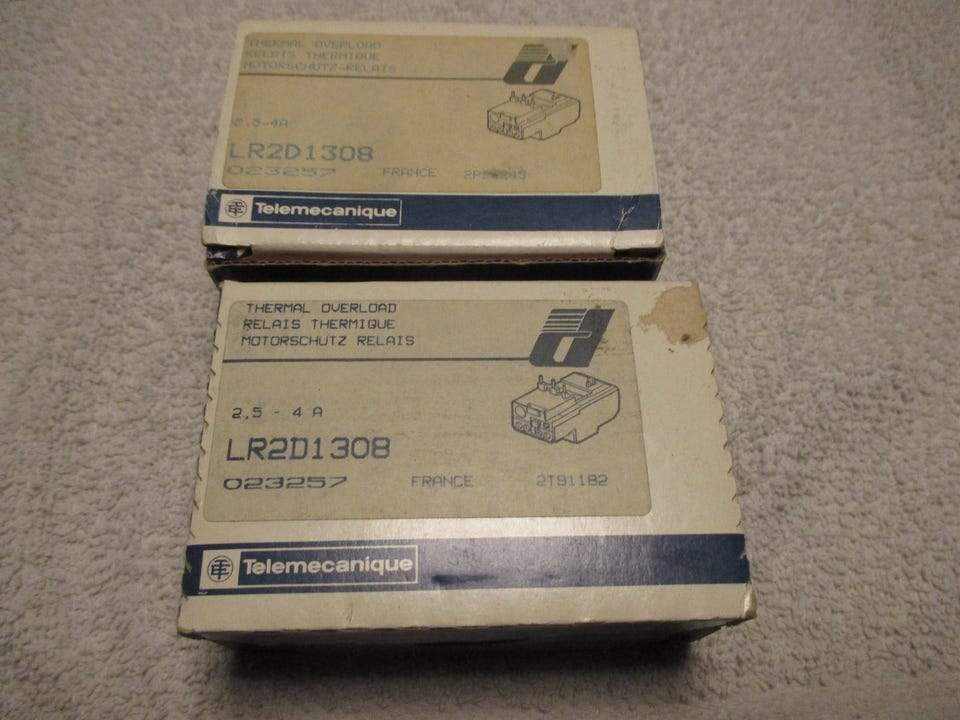 THERMAL OVERLOAD
RELAIS THERMIQUE
MOTORSCHUTZ-RELAIS
2,5-4A
LR2D1308
023257 FRANCE
Telemecanique
THERMAL OVERLOAD
RELAIS THERMIQUE
MOTORSCHUTZ RELAIS
2,5 - 4 A
LR2D1308
023257 FRANCE 2T91182
Telemecanique